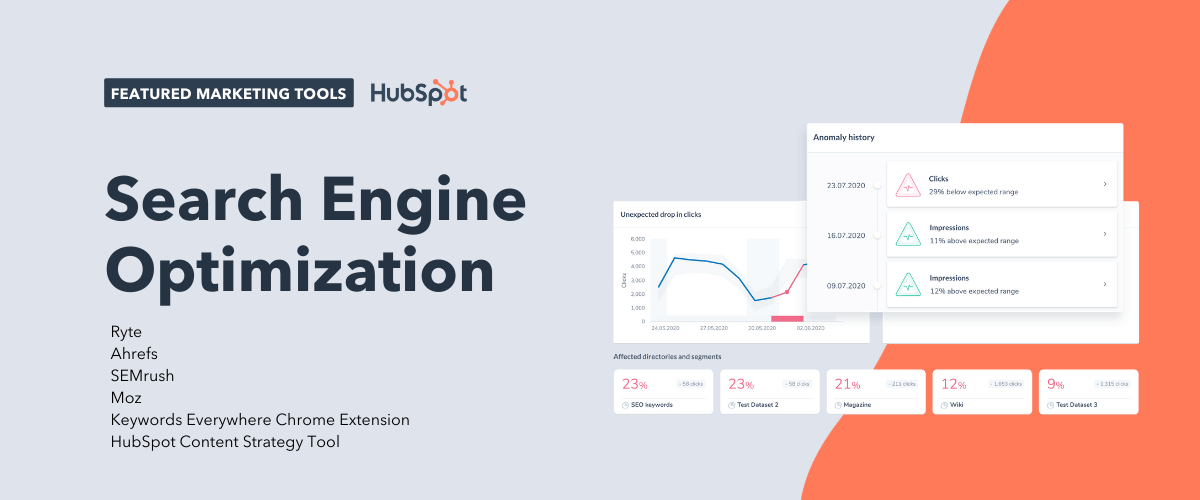 FEATURED MARKETING TOOLS HubSpot
Search Engine
Optimization
Ryte
Ahrefs
SEMrush
Moz
Keywords Everywhere Chrome Extension
HubSpot Content Strategy Tool
Anomaly history
23.07.2020
Clicks
29% below expected range
16.07.2020
Impressions
11% above expected range
09.07.2020
Impressions
12% above expected range
Unexpected drop in clicks
Clicks
6,000
5,000
4,000
3,000
2,000
1,000
0
24.05.2020 27.05.2020 30.05.2020 02.06.2020
Affected directories and segments
23% - 58 clicks
SEO keywords
23% - 58 clicks
Test Dataset 2
21% - 211 clicks
Magazine
12% - 1,653 clicks
Wiki
9% - 2,315 clicks
Test Dataset 3